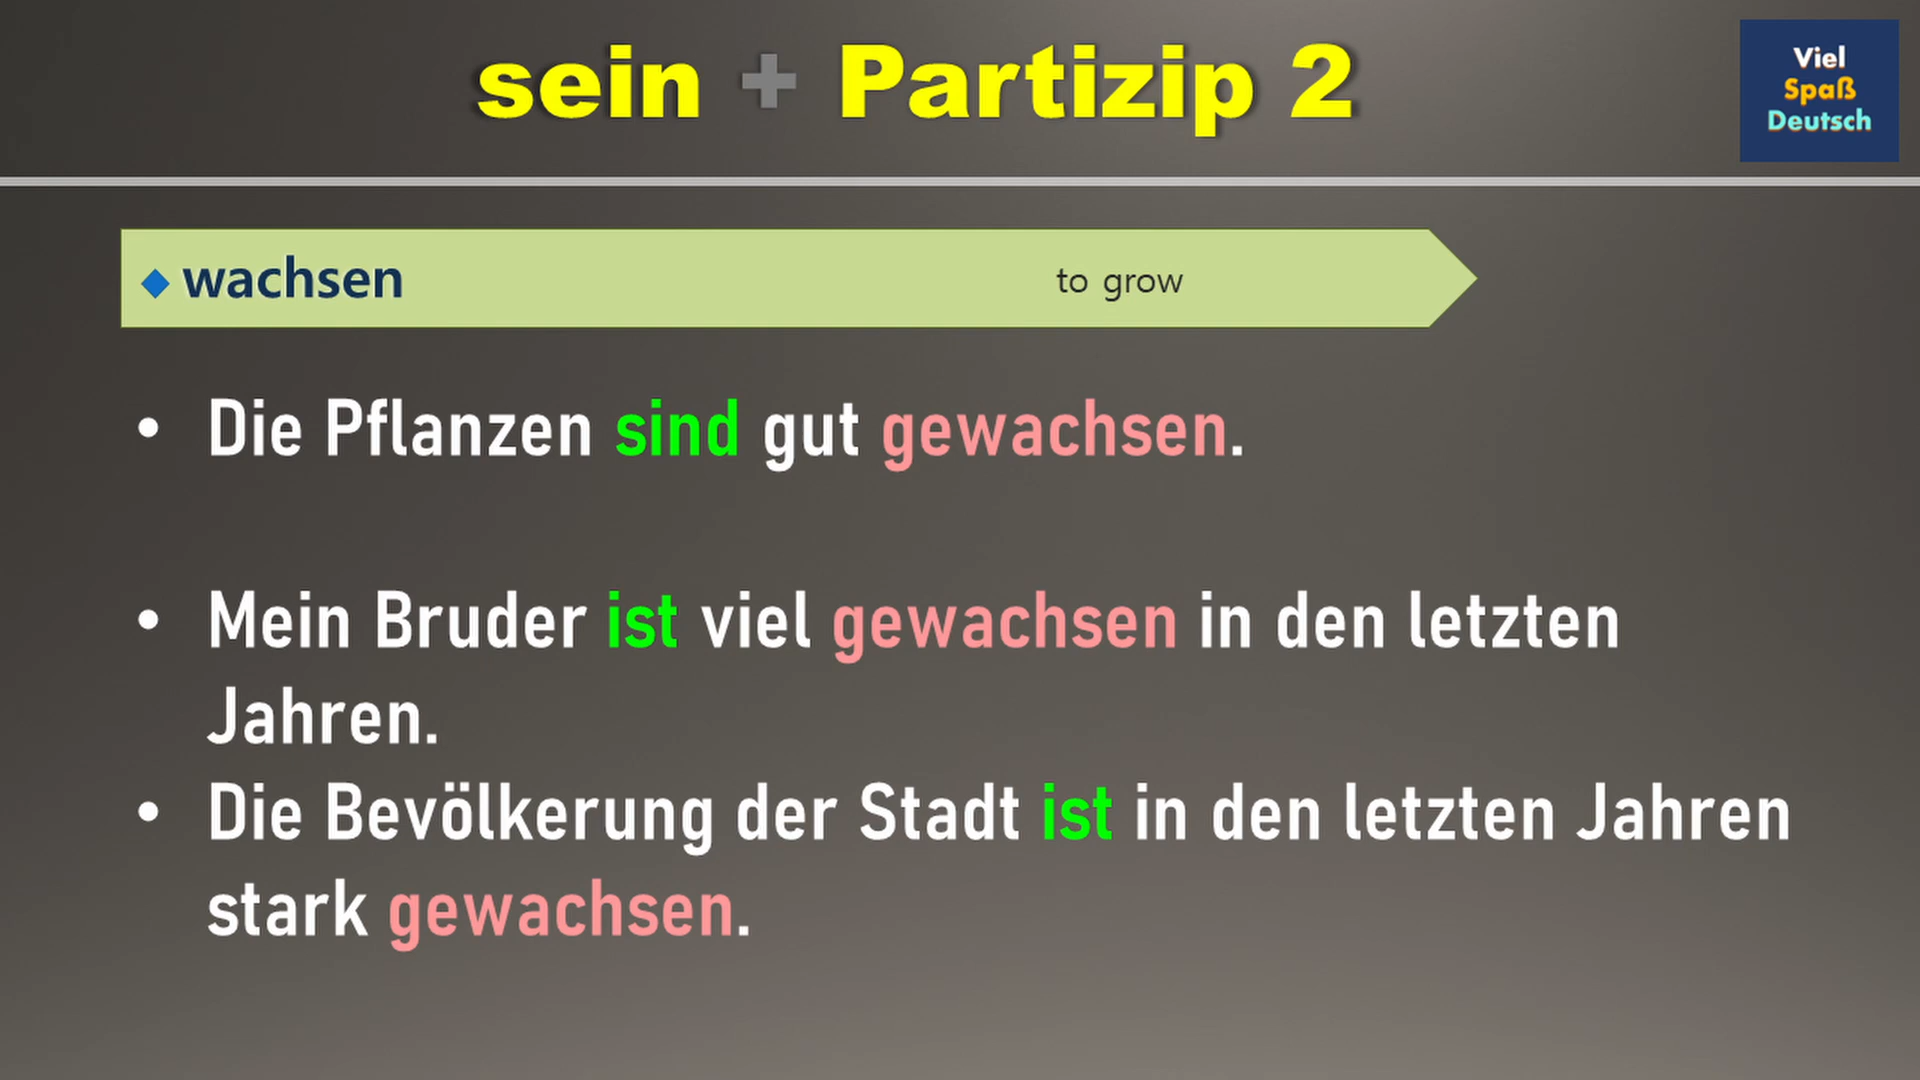 sein + Partizip 2
Viel
Spaß
Deutsch
wachsen to grow
• Die Pflanzen sind gut gewachsen.
• Mein Bruder ist viel gewachsen in den letzten
Jahren.
• Die Bevölkerung der Stadt ist in den letzten Jahren
stark gewachsen.